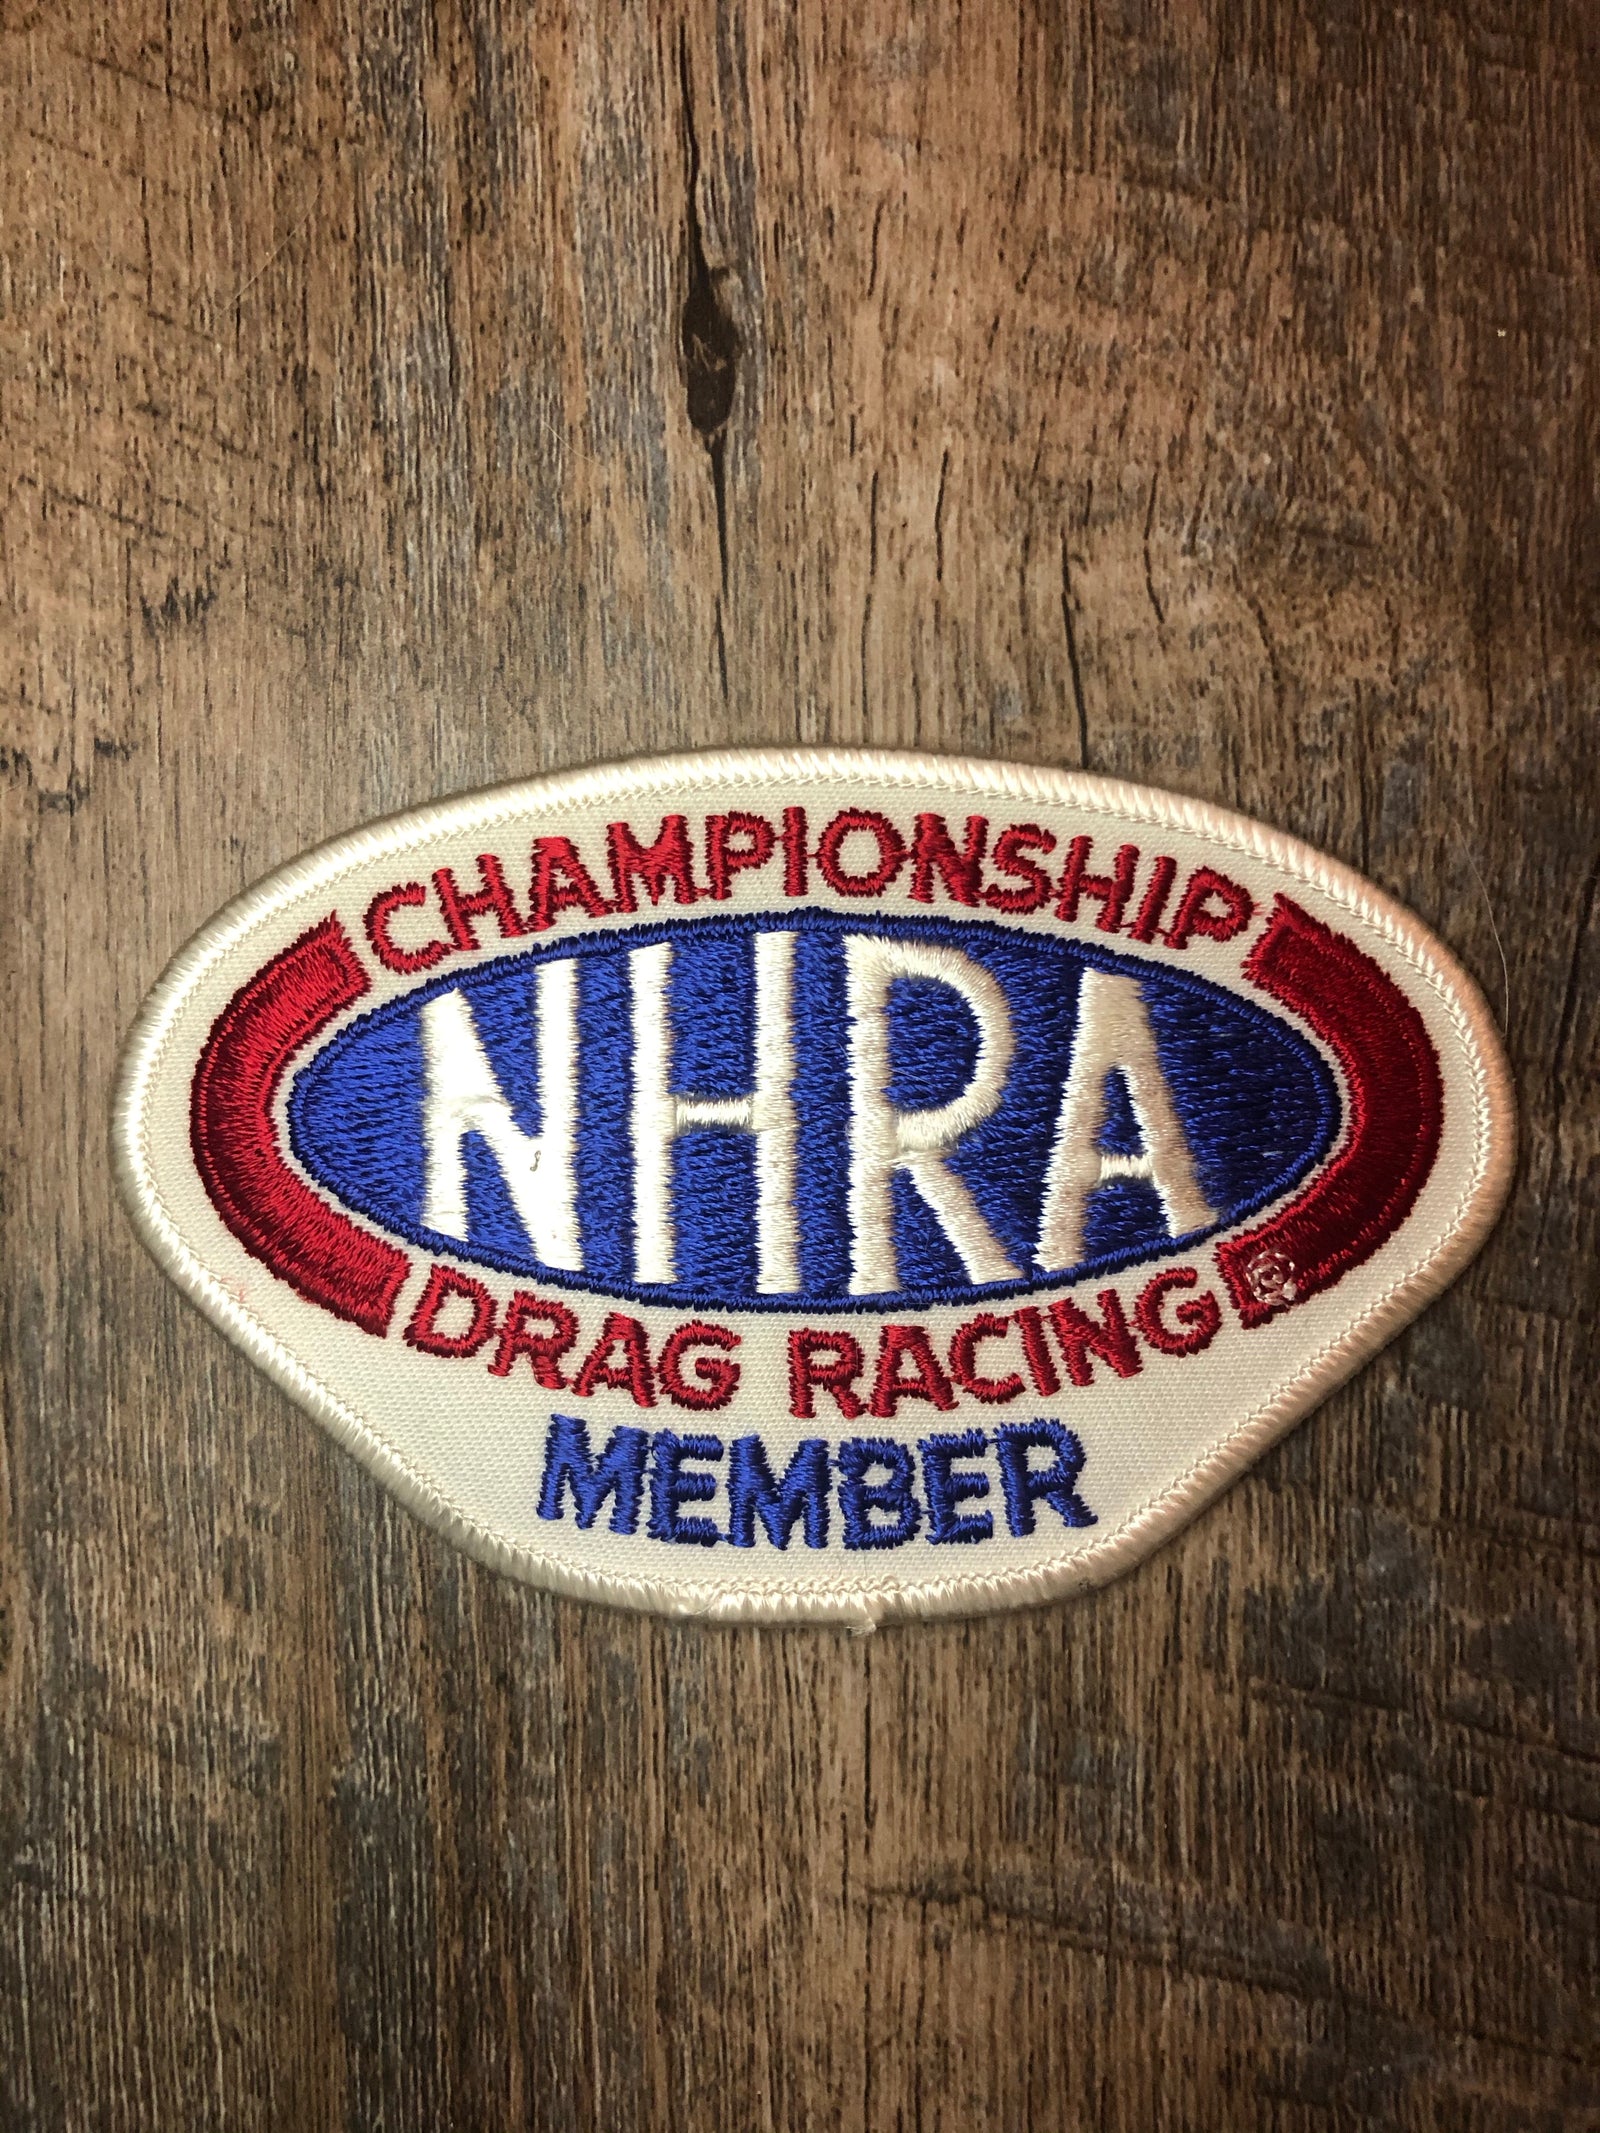 CHAMPIONSHIP
NHRA
DRAG RACING
®
MEMBER